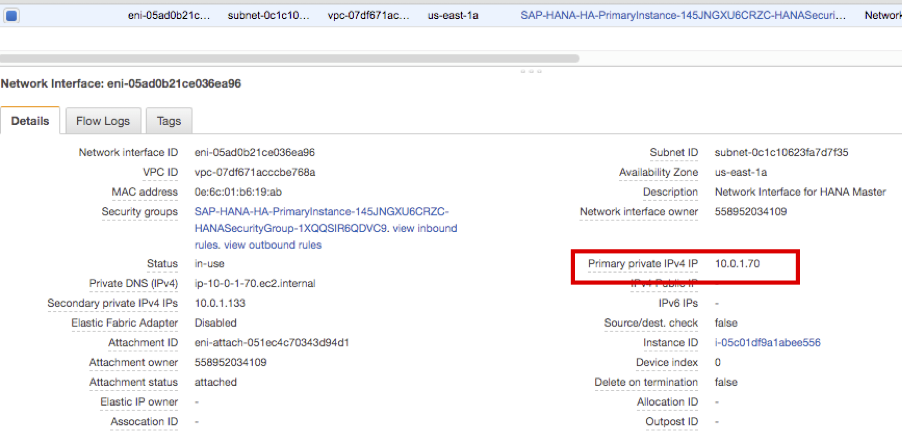 eni-05ad0b21c... subnet-0c1c10... vpc-07df671ac... us-east-1a SAP-HANA-HA-PrimaryInstance-145JNGXU6CRZC-HANASecuri... Network
Network Interface: eni-05ad0b21ce036ea96
Details Flow Logs Tags
Network interface ID eni-05ad0b21ce036ea96 Subnet ID subnet-0c1c10623fa7d7f35
VPC ID vpc-07df671acccbe768a Availability Zone us-east-1a
MAC address 0e:6c:01:b6:19:ab Description Network Interface for HANA Master
Security groups SAP-HANA-HA-PrimaryInstance-145JNGXU6CRZC- Network interface owner 558952034109
HANASecurityGroup-1XQQSIR6QDVC9. view inbound
rules. view outbound rules
Status in-use Primary private IPv4 IP 10.0.1.70
Private DNS (IPv4) ip-10-0-1-70.ec2.internal IPv4 Public IP -
Secondary private IPv4 IPs 10.0.1.133 IPv6 IPs -
Elastic Fabric Adapter Disabled Source/dest. check false
Attachment ID eni-attach-051ec4c70343d94d1 Instance ID i-05c01df9a1abee556
Attachment owner 558952034109 Device index 0
Attachment status attached Delete on termination false
Elastic IP owner - Allocation ID -
Assocation ID - Outpost ID -